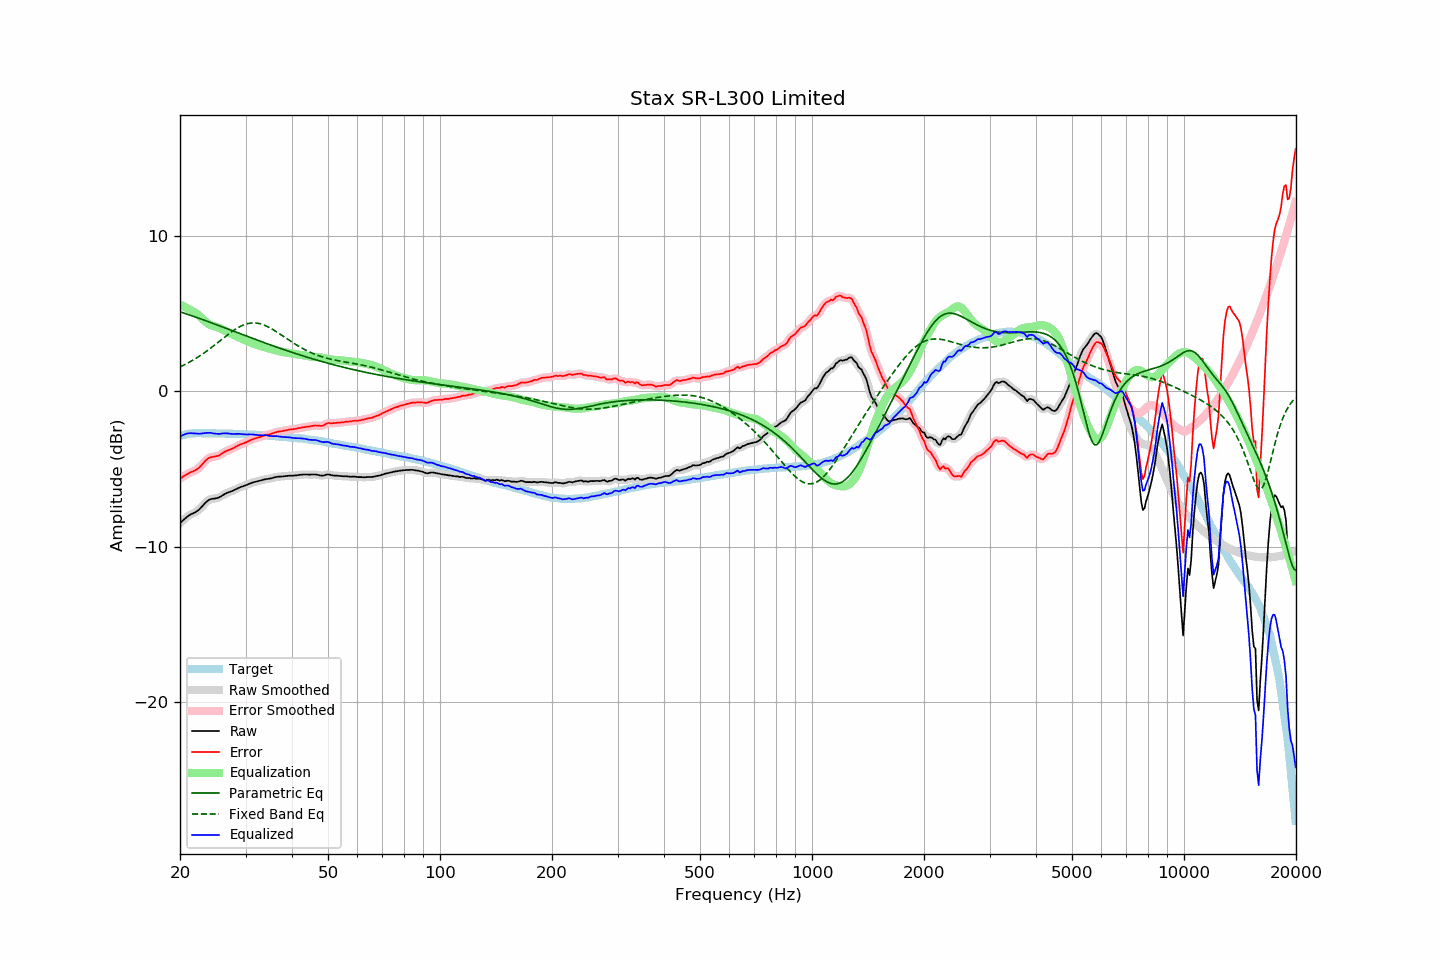 Stax SR-L300 Limited
10
0
−10
−20
Amplitude (dBr)
Target
Raw Smoothed
Error Smoothed
Raw
Error
Equalization
Parametric Eq
Fixed Band Eq
Equalized
20 50 100 200 500 1000 2000 5000 10000 20000
Frequency (Hz)